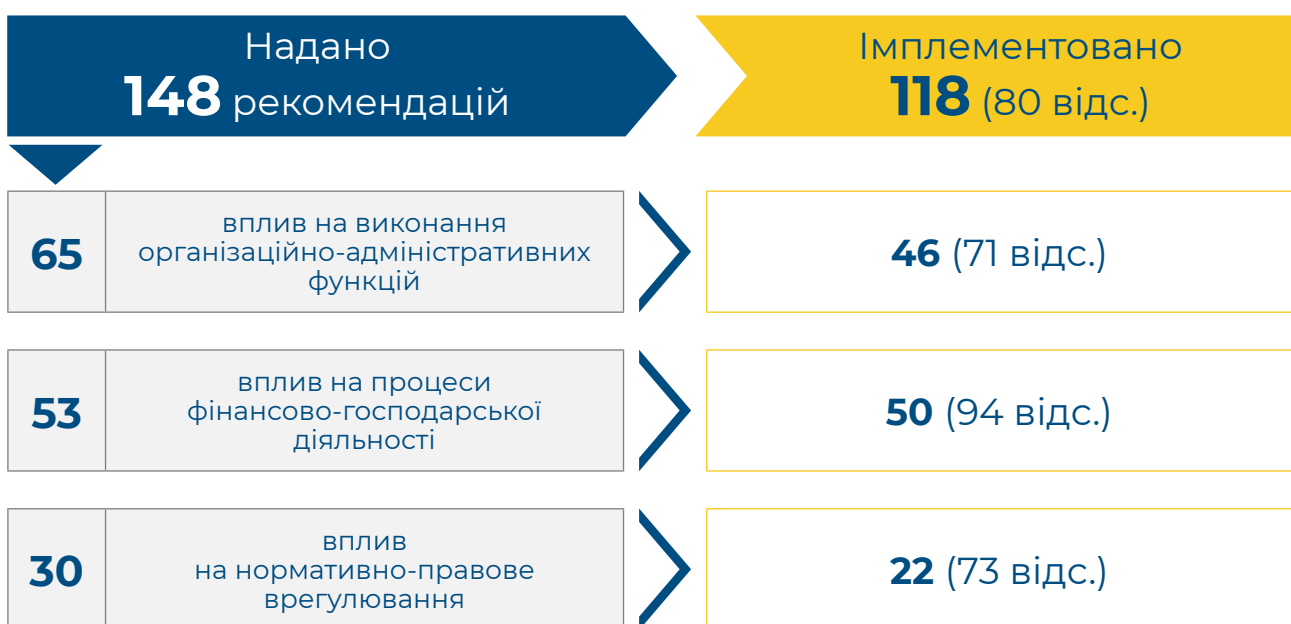 Надано
148 рекомендацій
Імплементовано
118 (80 відс.)
65
вплив на виконання
організаційно-адміністративних
функцій
46 (71 відс.)
53
вплив на процеси
фінансово-господарської
діяльності
50 (94 відс.)
30
вплив
на нормативно-правове
врегулювання
22 (73 відс.)